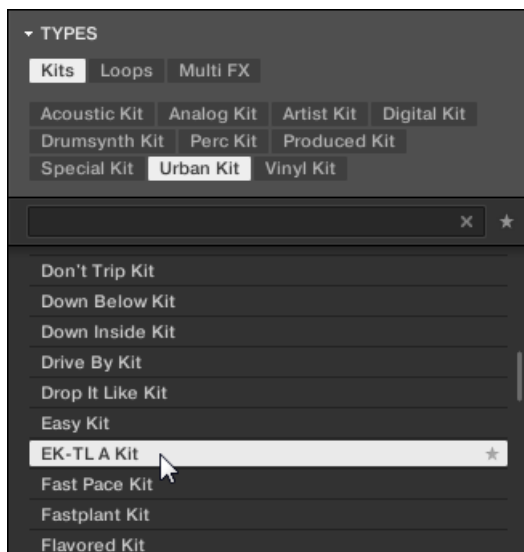 TYPES
Kits Loops Multi FX
Acoustic Kit Analog Kit Artist Kit Digital Kit
Drumsynth Kit Perc Kit Produced Kit
Special Kit Urban Kit Vinyl Kit
Don't Trip Kit
Down Below Kit
Down Inside Kit
Drive By Kit
Drop It Like Kit
Easy Kit
EK-TL A Kit
Fast Pace Kit
Fastplant Kit
Flavored Kit